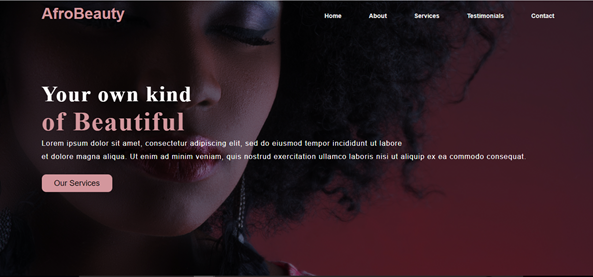 AfroBeauty
Home About Services Testimonials Contact
Your own kind
of Beautiful
Lorem ipsum dolor sit amet, consectetur adipiscing elit, sed do eiusmod tempor incididunt ut labore
et dolore magna aliqua. Ut enim ad minim veniam, quis nostrud exercitation ullamco laboris nisi ut aliquip ex ea commodo consequat.
Our Services